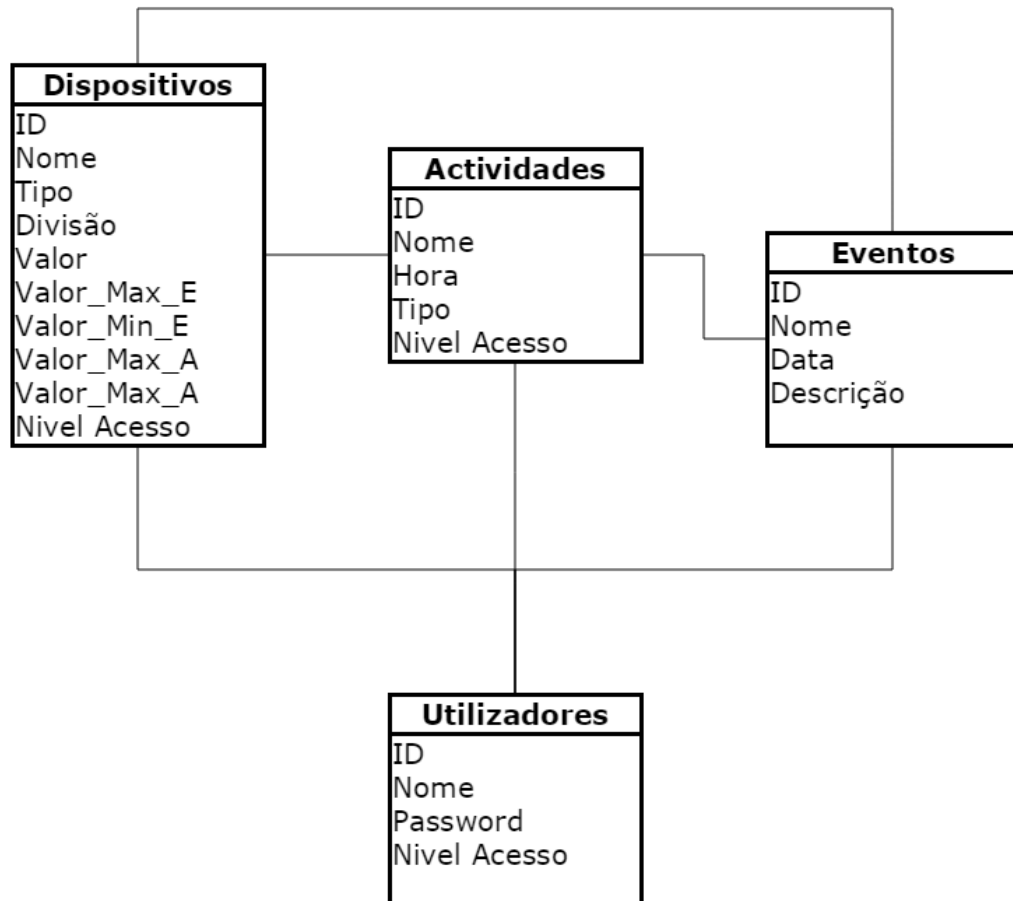 Dispositivos
ID
Nome
Tipo
Divisão
Valor
Valor_Max_E
Valor_Min_E
Valor_Max_A
Valor_Max_A
Nivel Acesso
Actividades
ID
Nome
Hora
Tipo
Nivel Acesso
Eventos
ID
Nome
Data
Descrição
Utilizadores
ID
Nome
Password
Nivel Acesso